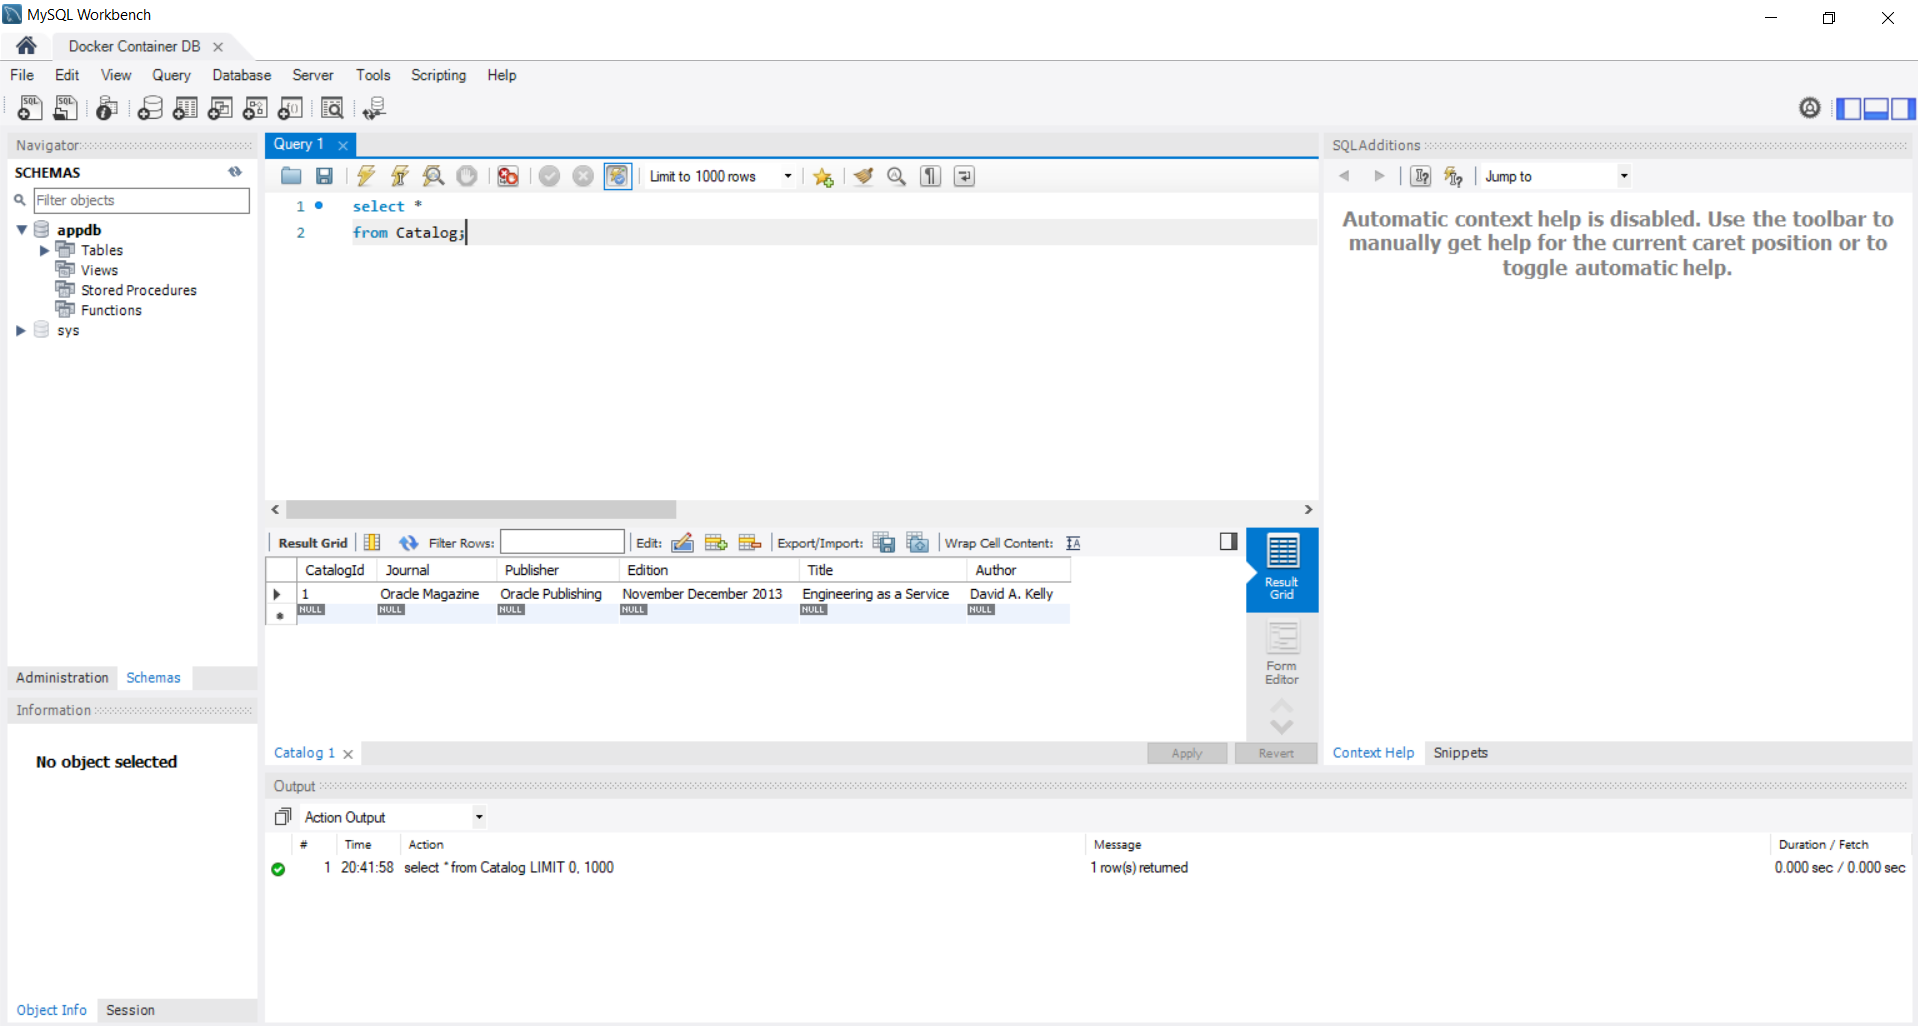 MySQL Workbench
Docker Container DB
File Edit View Query Database Server Tools Scripting Help
Navigator
SCHEMAS
Filter objects
appdb
Tables
Views
Stored Procedures
Functions
sys
Administration Schemas
Information
No object selected
Object Info Session
Query 1
Limit to 1000 rows
1 select *
2 from Catalog;
Result Grid Filter Rows: Edit: Export/Import: Wrap Cell Content:
CatalogId Journal Publisher Edition Title Author
1 Oracle Magazine Oracle Publishing November December 2013 Engineering as a Service David A. Kelly
NULL NULL NULL NULL NULL NULL
Result
Grid
Form
Editor
Catalog 1 Apply Revert
SQLAdditions
Jump to
Automatic context help is disabled. Use the toolbar to
manually get help for the current caret position or to
toggle automatic help.
Context Help Snippets
Output
Action Output
# Time Action Message Duration / Fetch
1 20:41:58 select * from Catalog LIMIT 0, 1000 1 row(s) returned 0.000 sec / 0.000 sec